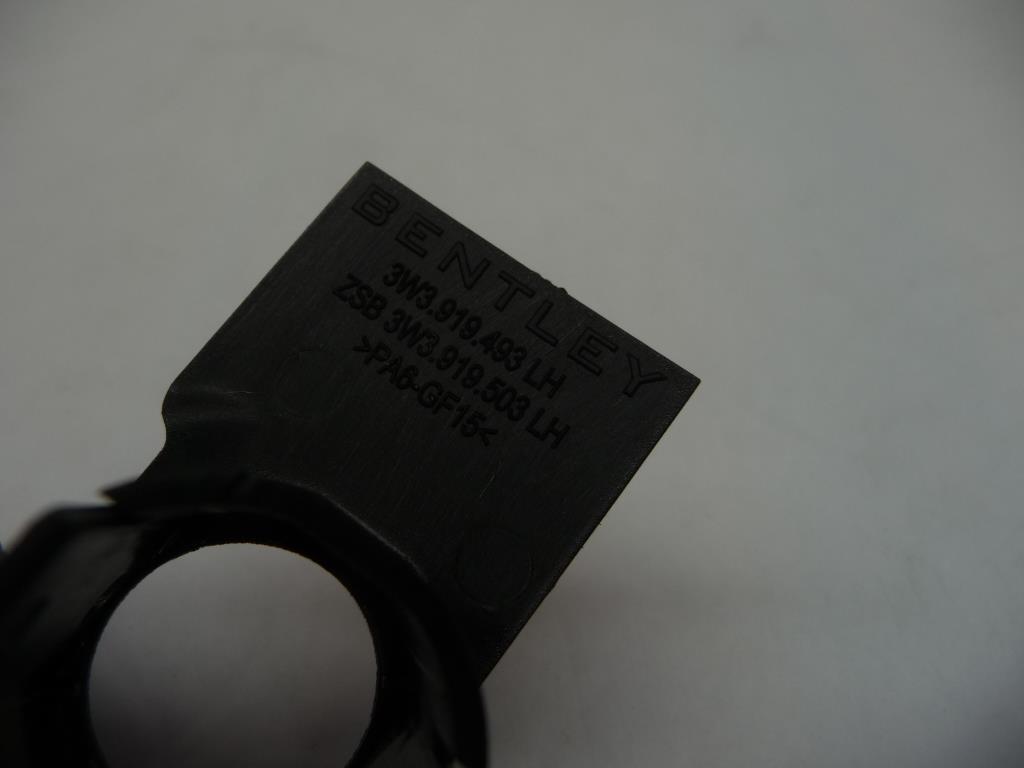 BENTLEY
3W3.919.493 LH
ZSB 3W3.919.503 LH
>PA6-GF15<